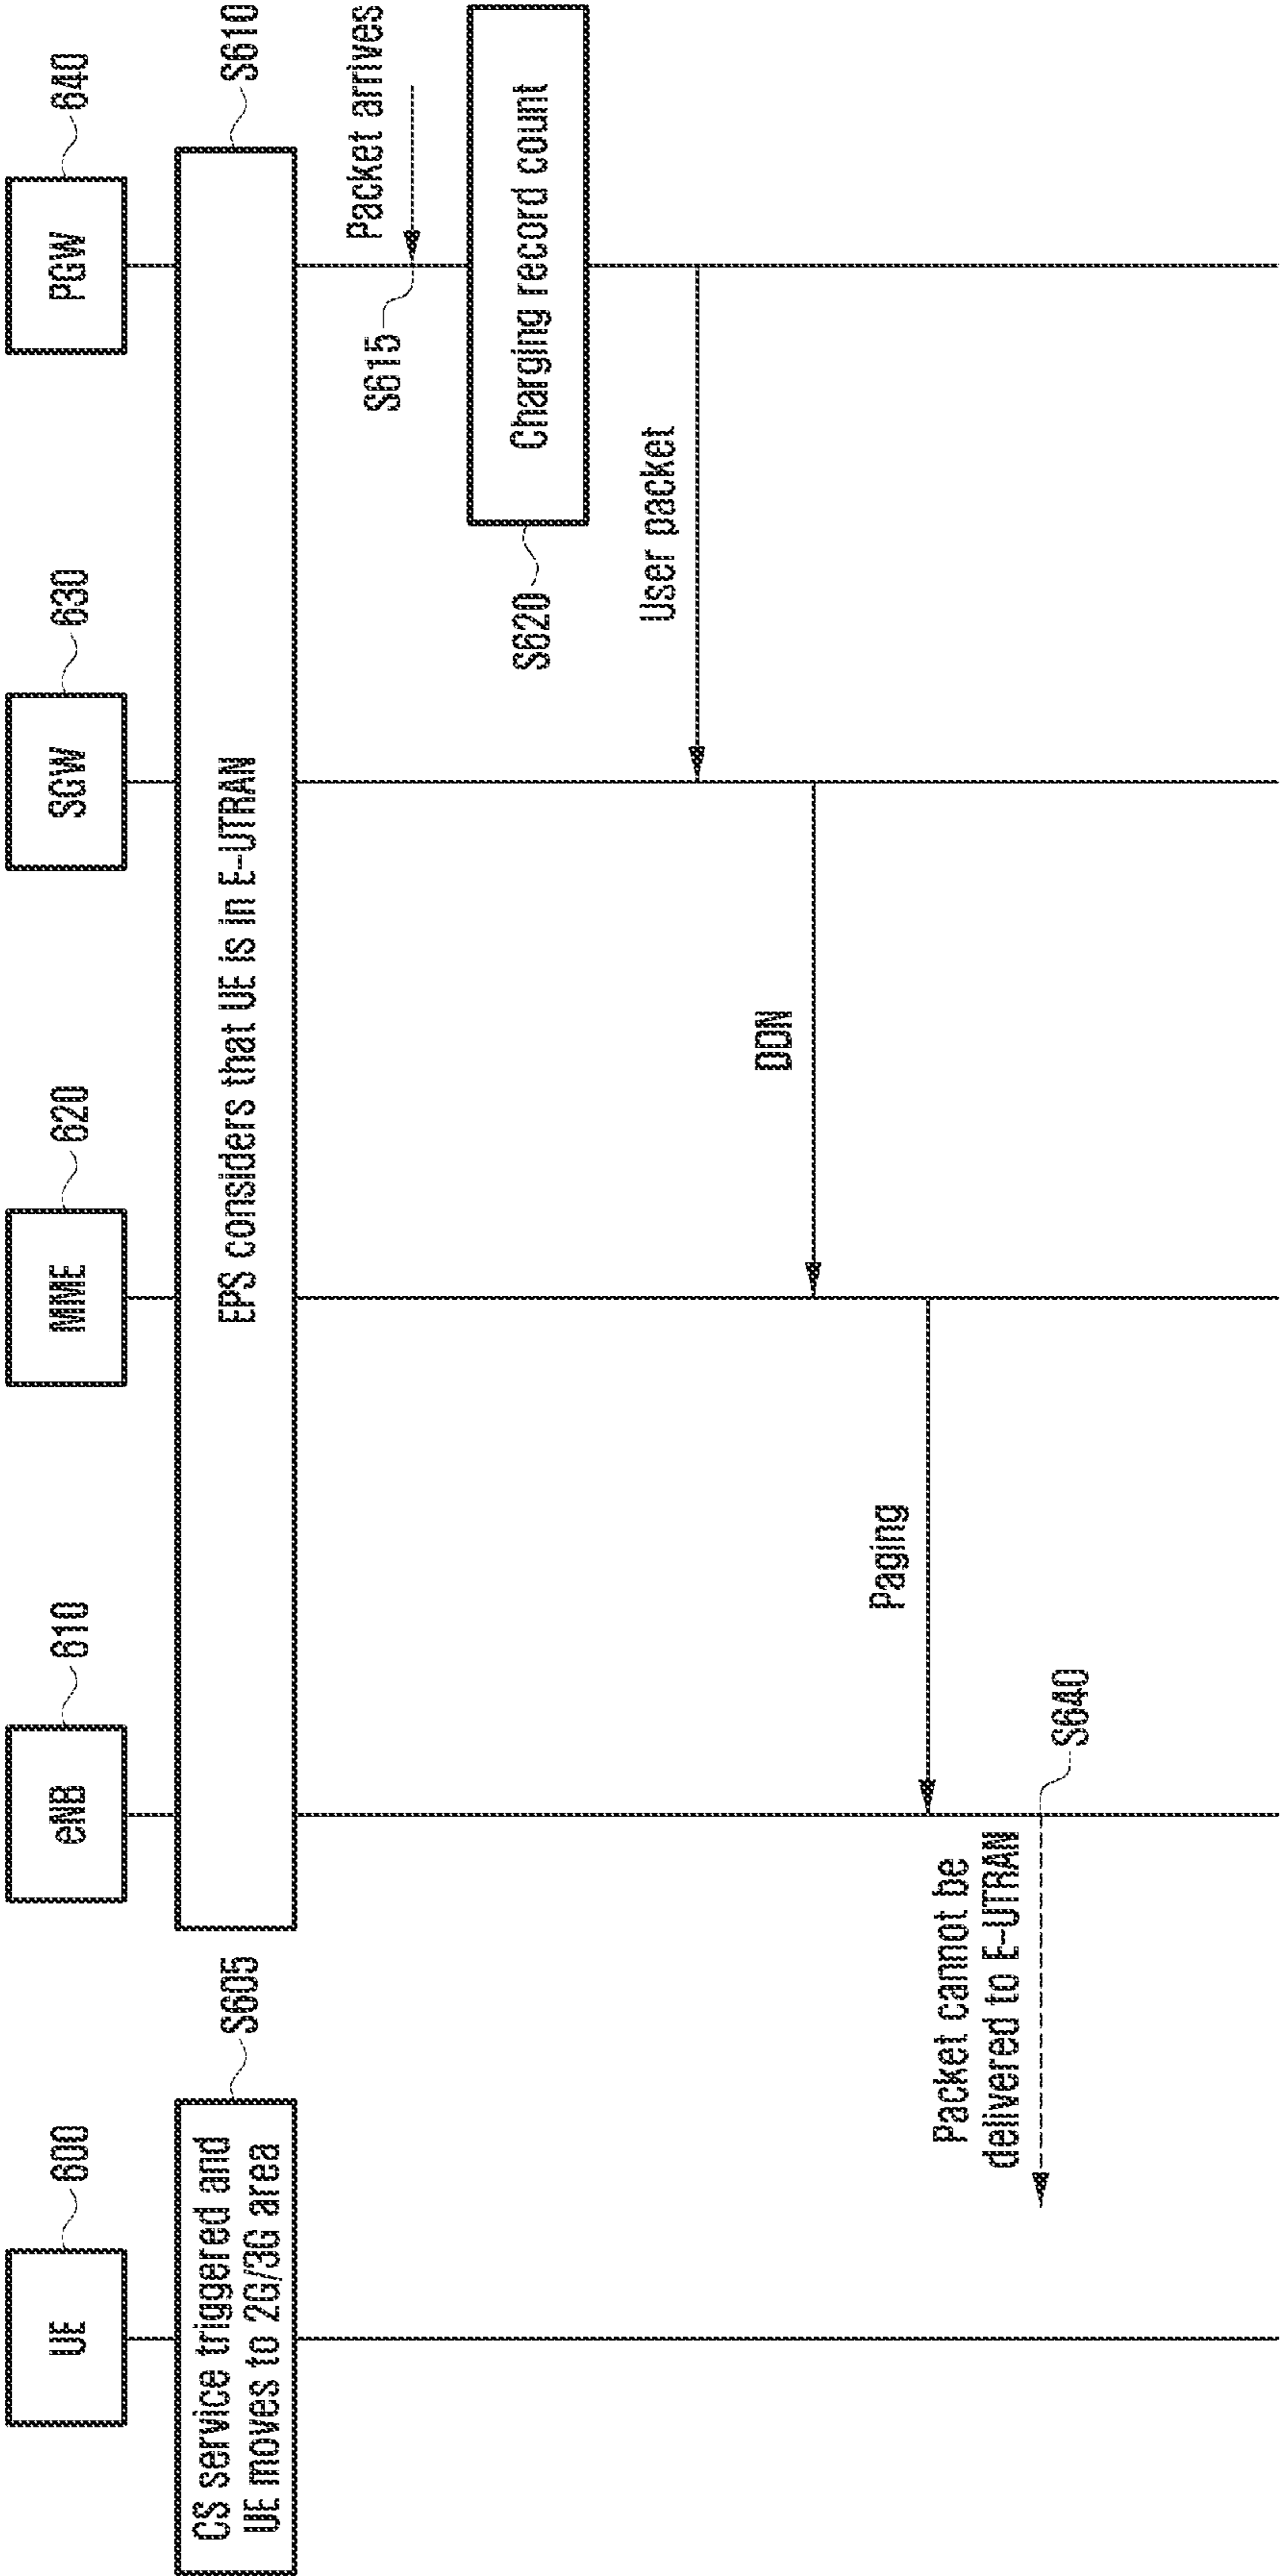 UE
600
eNB
610
MME
620
SGW
630
PGW
640
CS service triggered and
UE moves to 2G/3G area
S605
EPS considers that UE is in E-UTRAN
S610
Packet arrives
S615
Charging record count
S620
User packet
DDN
Paging
Packet cannot be
delivered to E-UTRAN
S640